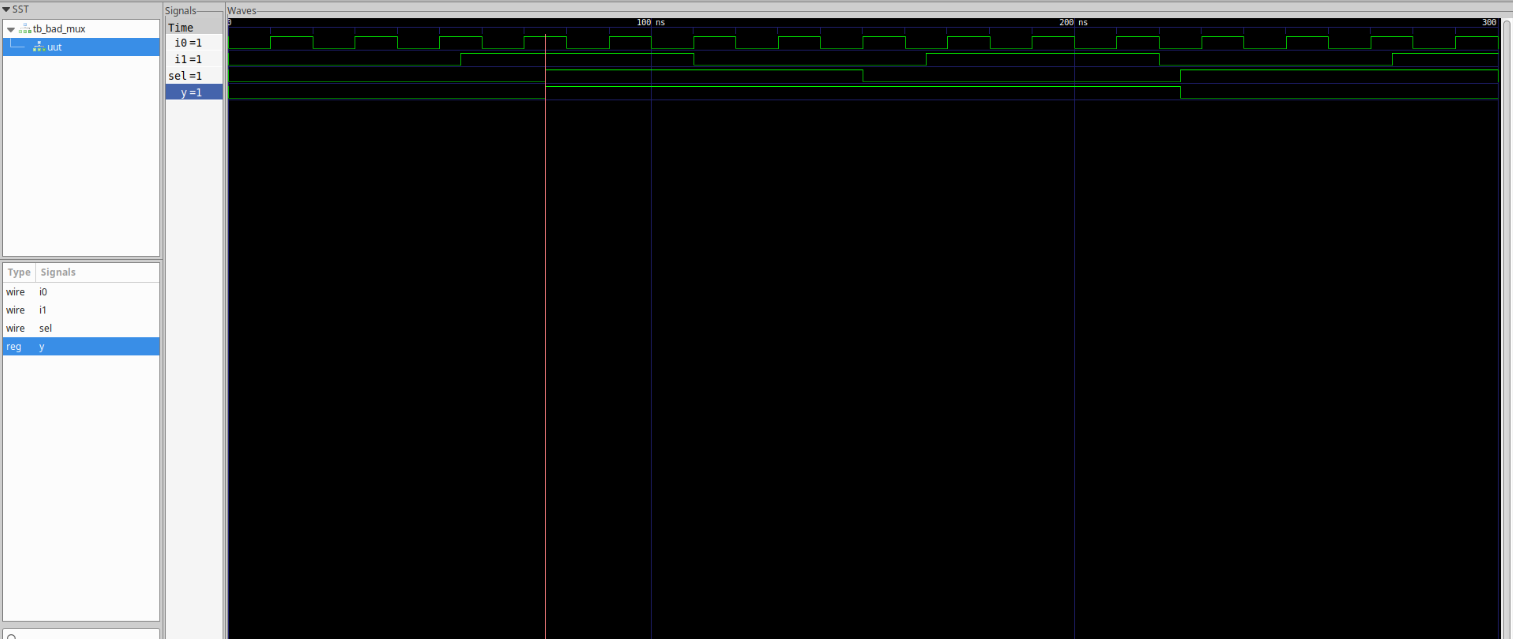 SST
tb_bad_mux
uut
Type Signals
wire i0
wire i1
wire sel
reg y
Signals
Time
i0 =1
i1 =1
sel =1
y =1
Waves
0 100 ns 200 ns 300